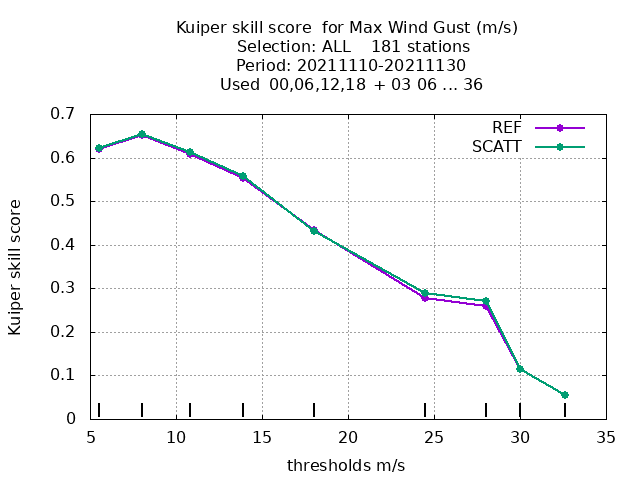 Kuiper skill score  for Max Wind Gust (m/s)
Selection: ALL    181 stations
Period: 20211110-20211130
Used  00,06,12,18  + 03 06 ... 36
REF
SCATT
0.7
0.6
0.5
0.4
0.3
0.2
0.1
0
Kuiper skill score
5 10 15 20 25 30 35
thresholds m/s